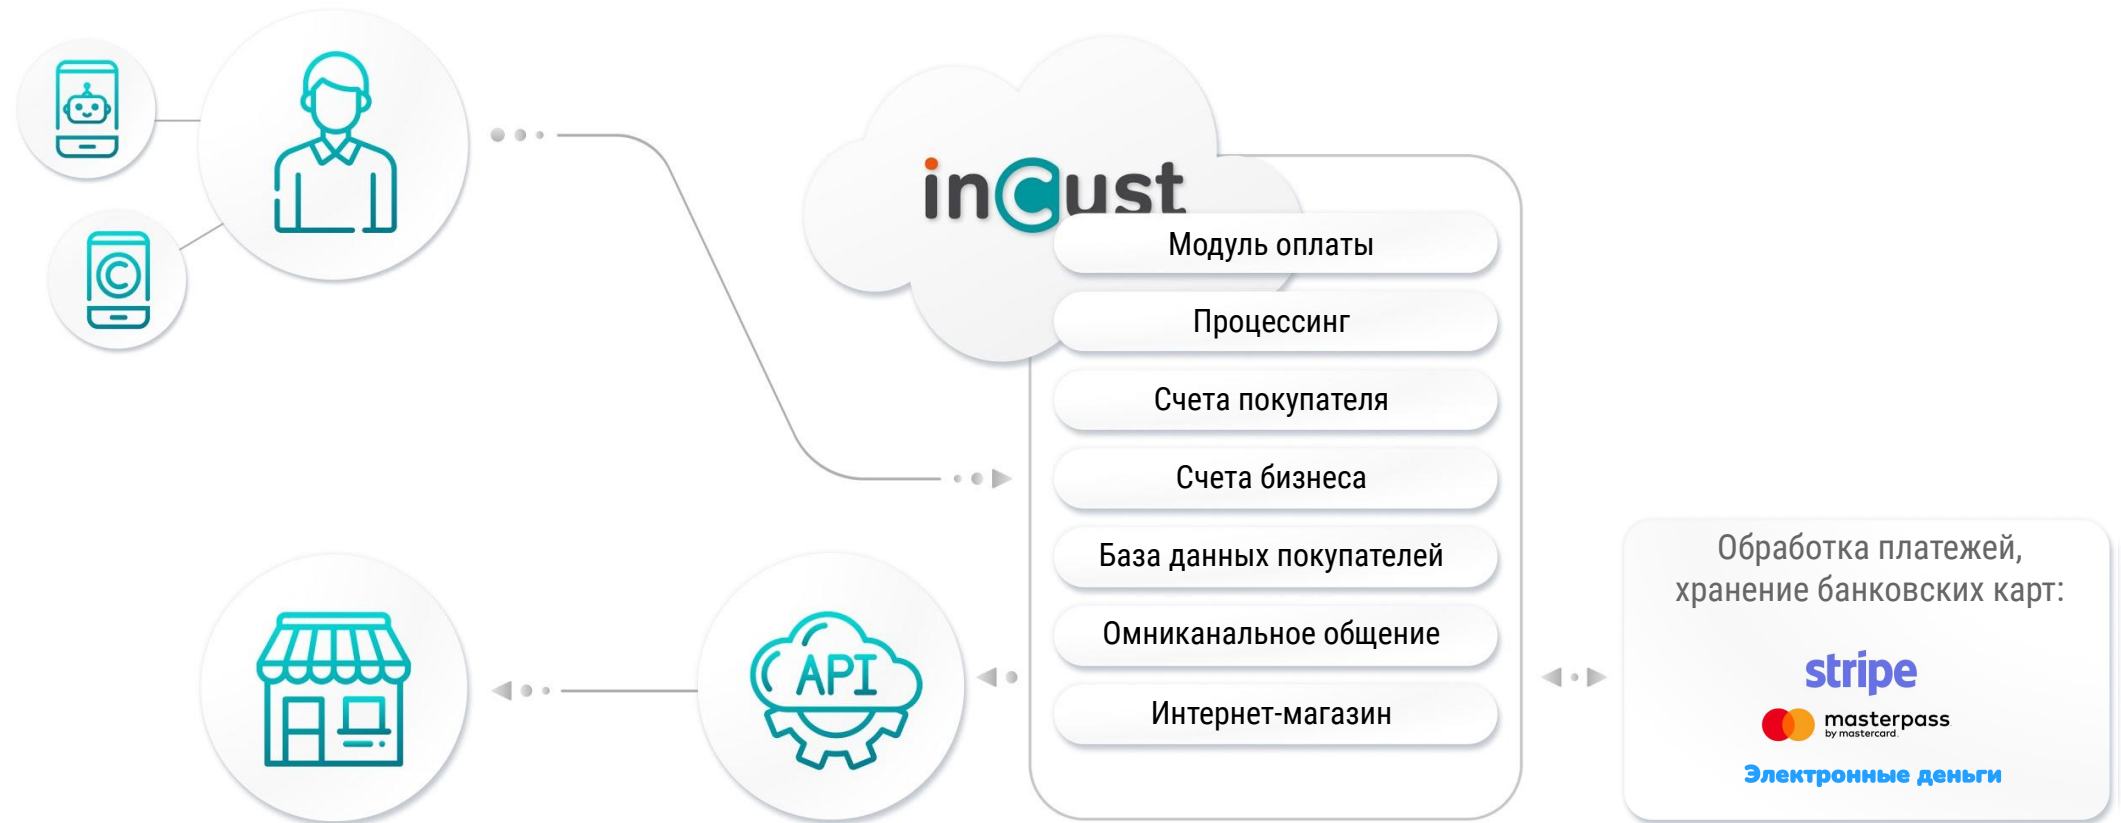 inCust
Модуль оплаты
Процессинг
Счета покупателя
Счета бизнеса
База данных покупателей
Омниканальное общение
Интернет-магазин
API
C
Обработка платежей,
хранение банковских карт:
stripe
masterpass
by mastercard.
Электронные деньги